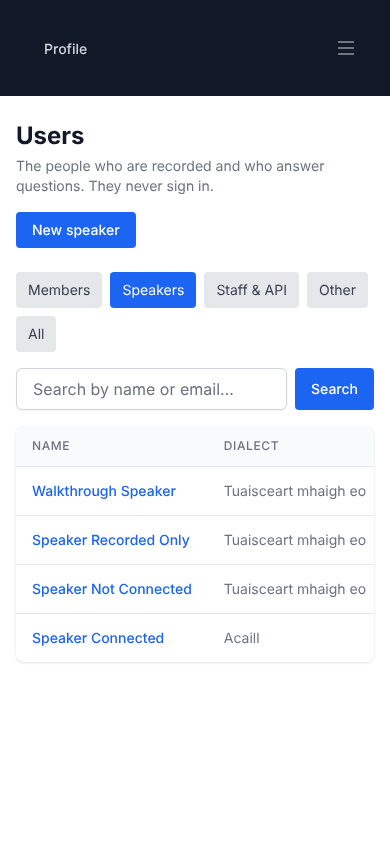 Profile
Users
The people who are recorded and who answer
questions. They never sign in.
New speaker
Members Speakers Staff & API Other
All
Search by name or email... Search
NAME DIALECT
Walkthrough Speaker Tuaisceart mhaigh eo
Speaker Recorded Only Tuaisceart mhaigh eo
Speaker Not Connected Tuaisceart mhaigh eo
Speaker Connected Acaill